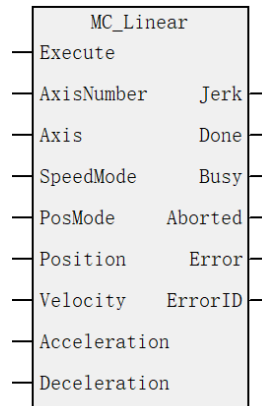 MC_Linear
Execute
AxisNumber Jerk
Axis Done
SpeedMode Busy
PosMode Aborted
Position Error
Velocity ErrorID
Acceleration
Deceleration